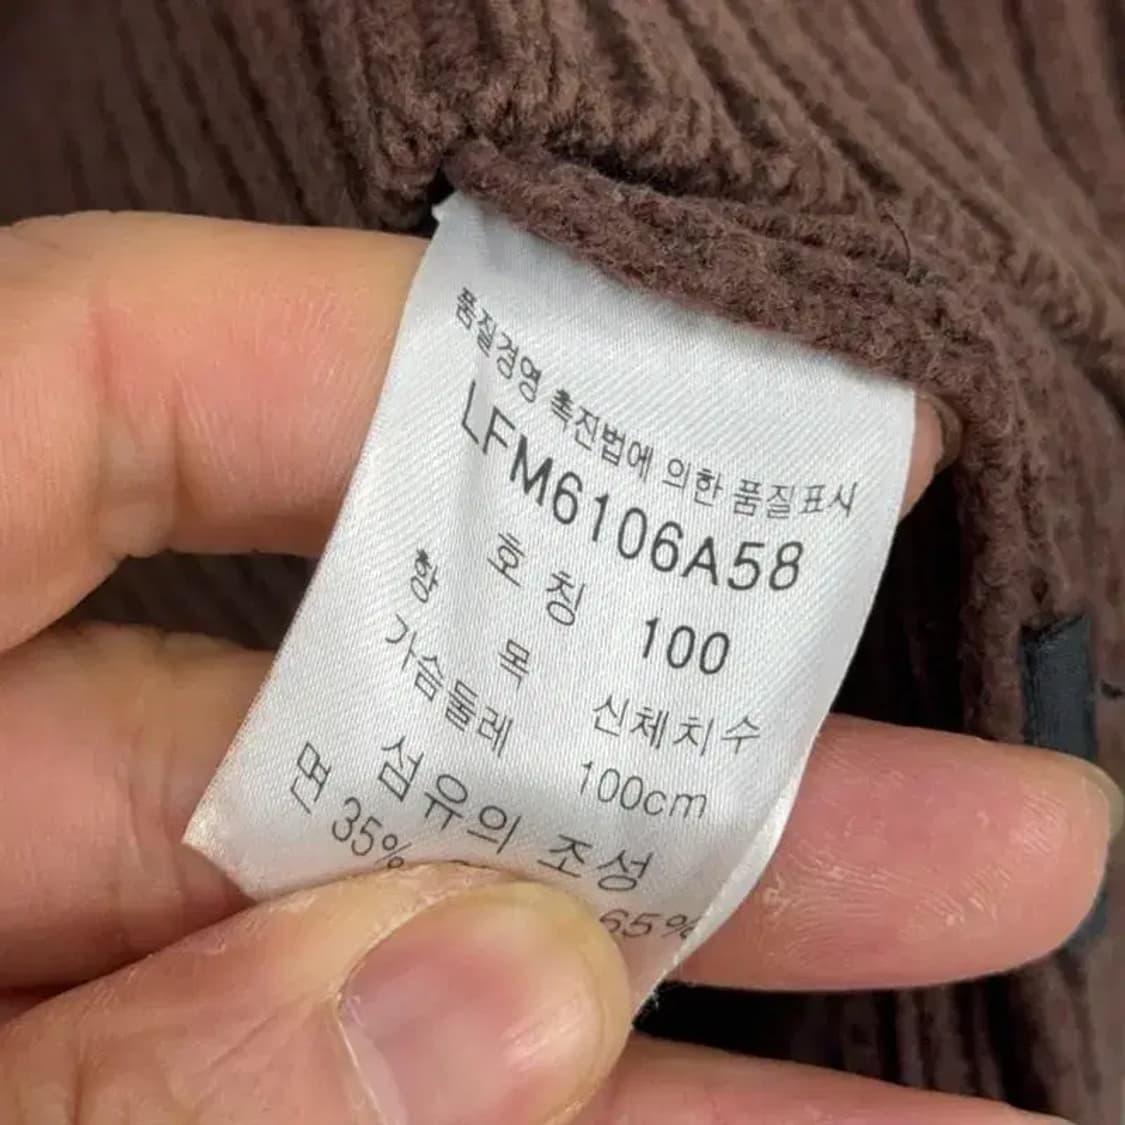 품질경영 촉진법에 의한 품질표시
LFM6106A58
호 칭 100
항 목 신체치수
가슴둘레 100cm
섬유의 조성
면 35% 65%